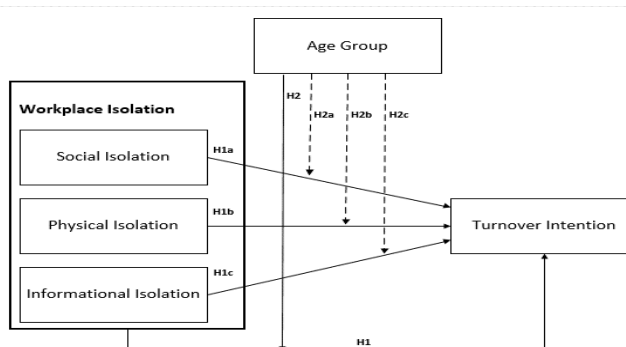 Age Group
H2
H2a
H2b
H2c
Workplace Isolation
Social Isolation
H1a
Physical Isolation
H1b
Turnover Intention
Informational Isolation
H1c
H1